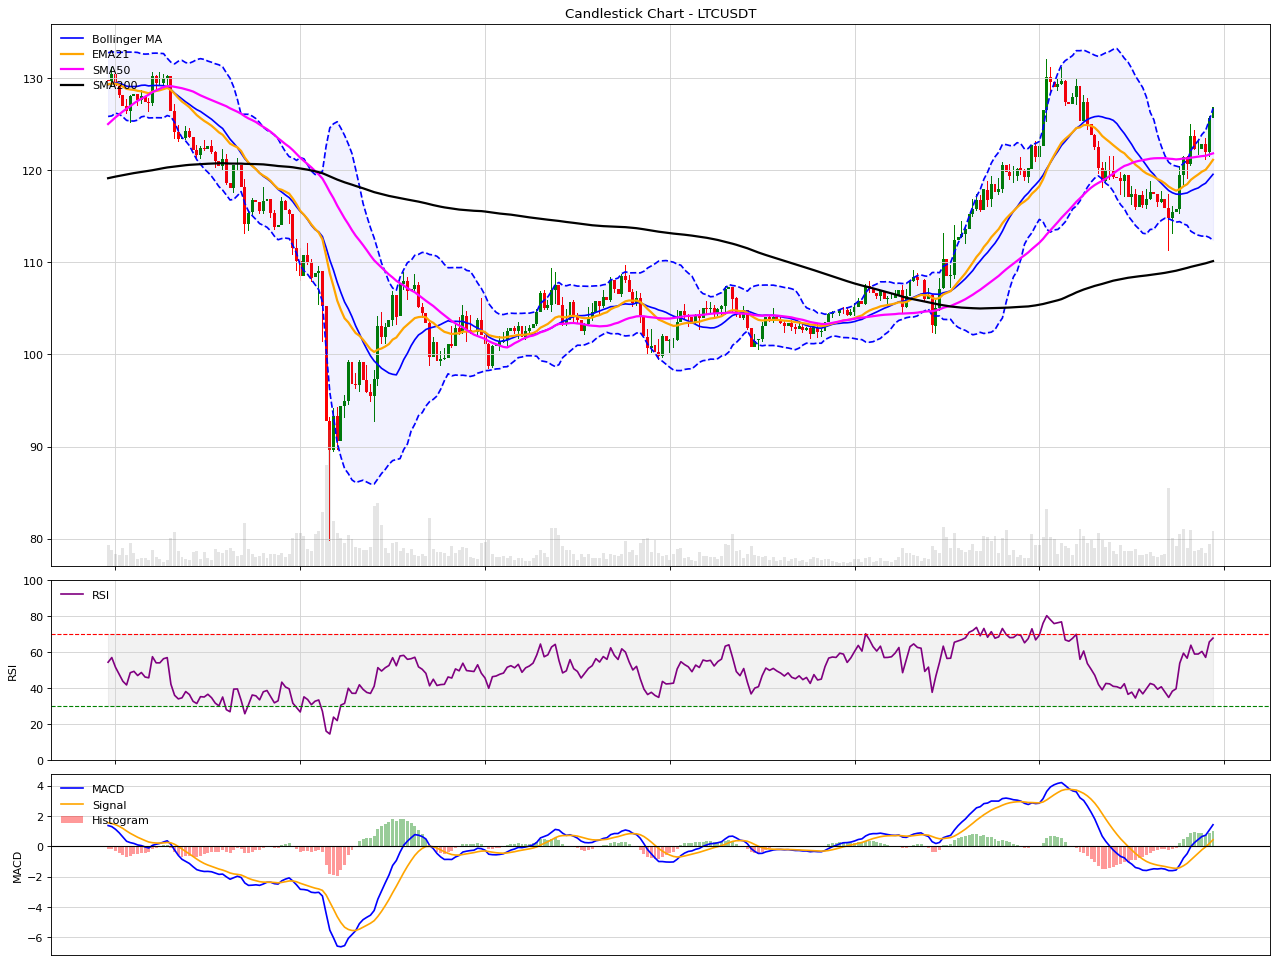 Candlestick Chart - LTCUSDT
Bollinger MA
EMA21
SMA50
SMA200
130
120
110
100
90
80
RSI
100
80
60
40
20
0
RSI
MACD
Signal
Histogram
4
2
0
−2
−4
−6
MACD